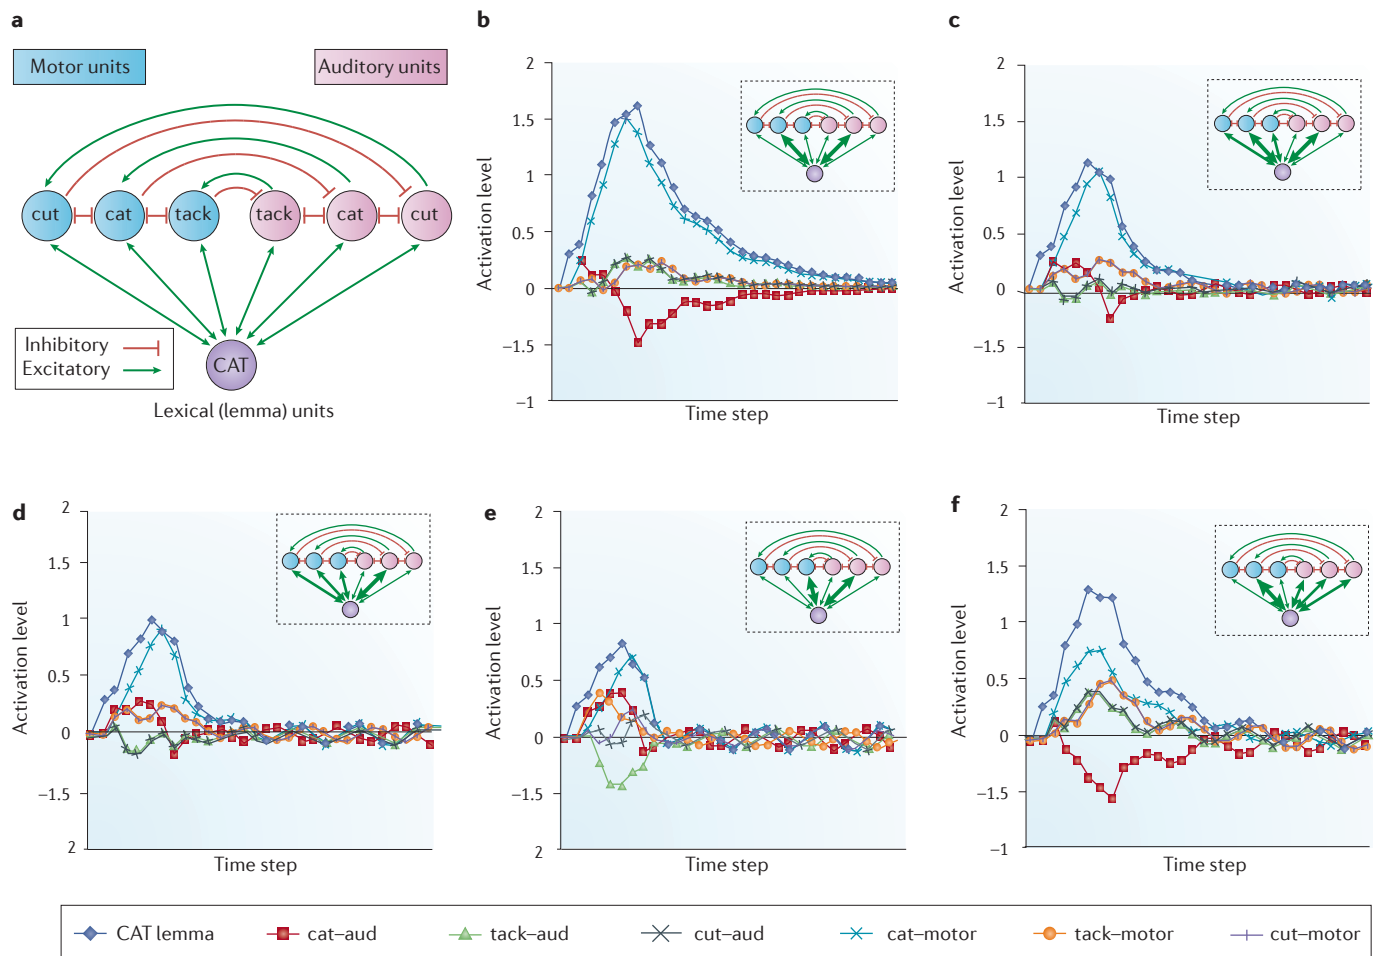 a
Motor units
Auditory units
cut
cat
tack
tack
cat
cut
CAT
Inhibitory
Excitatory
Lexical (lemma) units
b
2
1.5
1
0.5
0
–1.5
–1
Activation level
Time step
c
2
1.5
1
0.5
0
–1.5
–1
Activation level
Time step
d
2
1.5
1
0.5
0
–1.5
2
Activation level
Time step
e
2
1.5
1
0.5
0
–1.5
2
Activation level
Time step
f
2
1.5
1
0.5
0
–1.5
–1
Activation level
Time step
CAT lemma
cat–aud
tack–aud
cut–aud
cat–motor
tack–motor
cut–motor